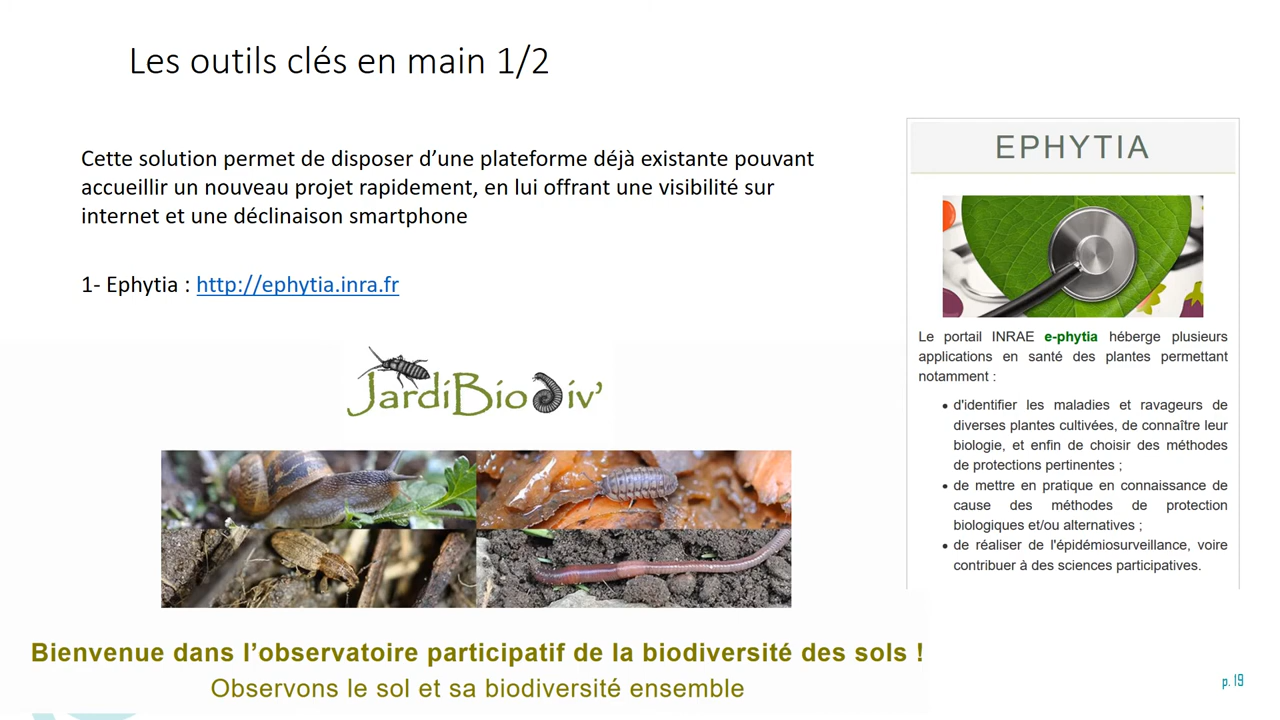 Les outils clés en main 1/2
Cette solution permet de disposer d’une plateforme déjà existante pouvant
accueillir un nouveau projet rapidement, en lui offrant une visibilité sur
internet et une déclinaison smartphone
1- Ephytia : http://ephytia.inra.fr
JardiBioDiv’
Bienvenue dans l’observatoire participatif de la biodiversité des sols !
Observons le sol et sa biodiversité ensemble
EPHYTIA
Le portail INRAE e-phytia héberge plusieurs
applications en santé des plantes permettant
notamment :
• d'identifier les maladies et ravageurs de
diverses plantes cultivées, de connaître leur
biologie, et enfin de choisir des méthodes
de protections pertinentes ;
• de mettre en pratique en connaissance de
cause des méthodes de protection
biologiques et/ou alternatives ;
• de réaliser de l'épidémiosurveillance, voire
contribuer à des sciences participatives.
p. 19